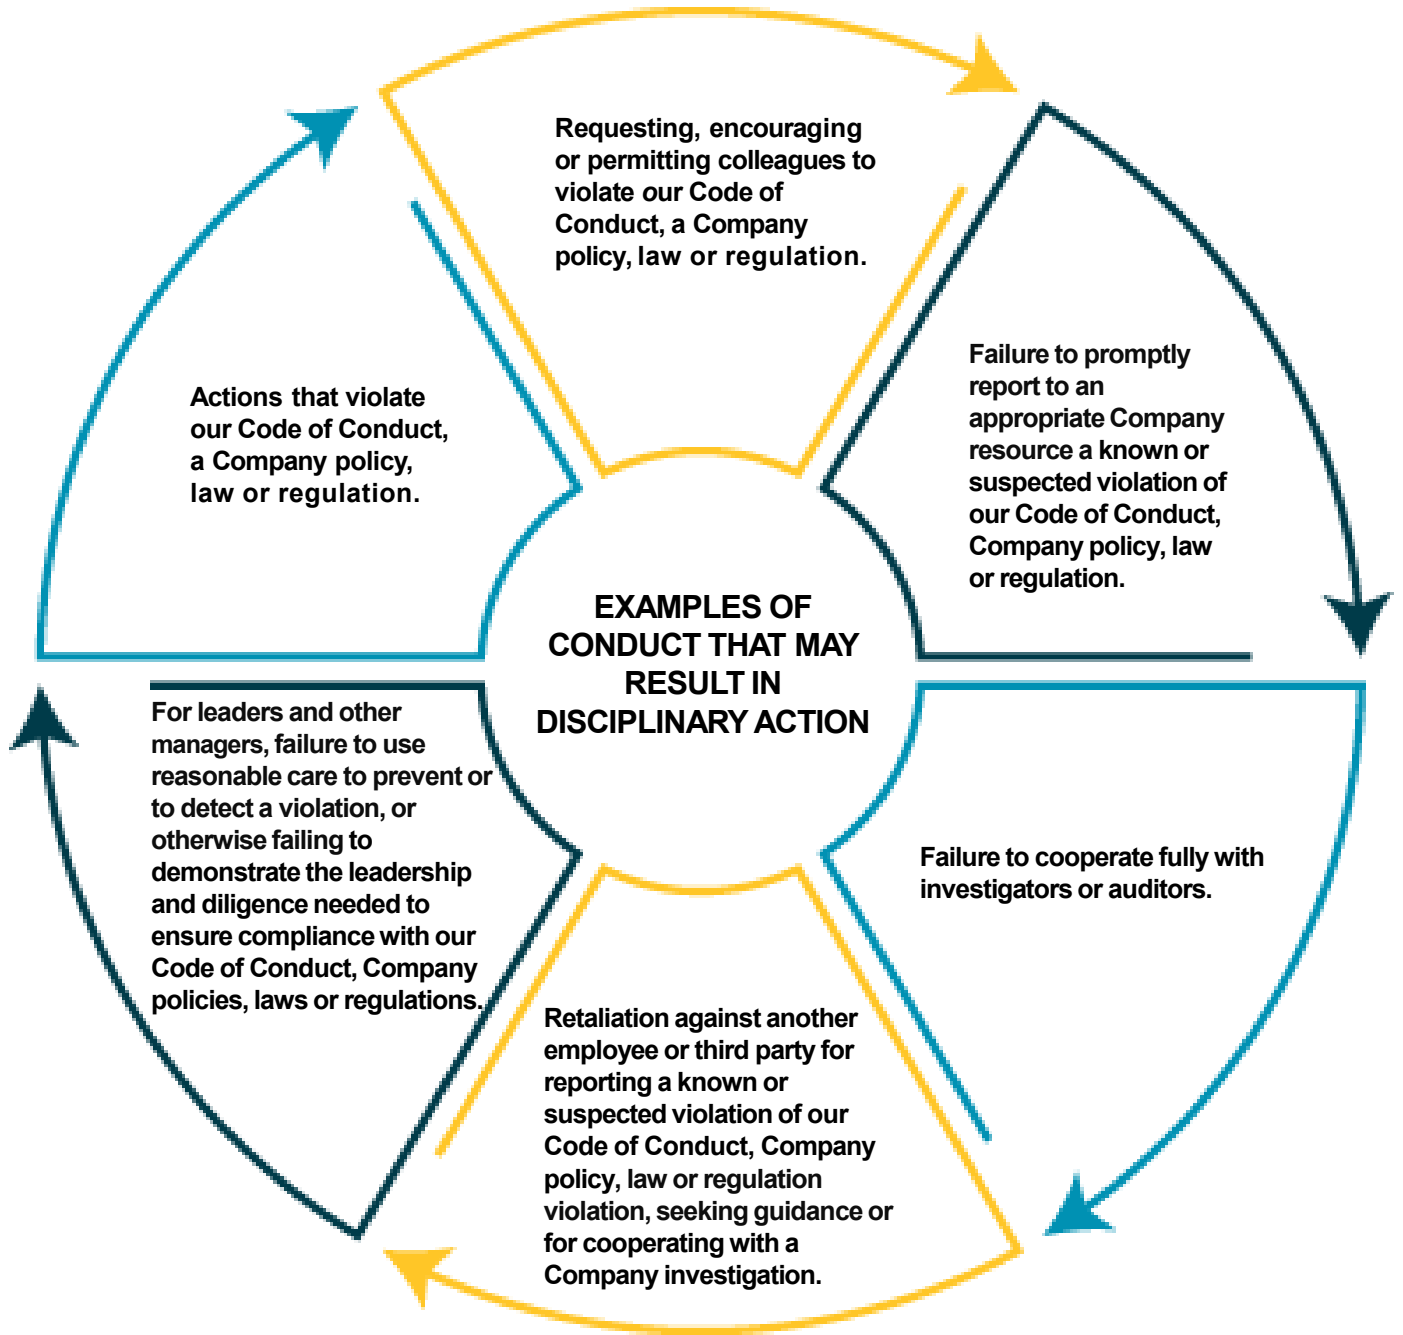 Requesting, encouraging
or permitting colleagues to
violate our Code of
Conduct, a Company
policy, law or regulation.
Failure to promptly
report to an
appropriate Company
resource a known or
suspected violation of
our Code of Conduct,
Company policy, law
or regulation.
Actions that violate
our Code of Conduct,
a Company policy,
law or regulation.
EXAMPLES OF
CONDUCT THAT MAY
RESULT IN
DISCIPLINARY ACTION
For leaders and other
managers, failure to use
reasonable care to prevent or
to detect a violation, or
otherwise failing to
demonstrate the leadership
and diligence needed to
ensure compliance with our
Code of Conduct, Company
policies, laws or regulations.
Failure to cooperate fully with
investigators or auditors.
Retaliation against another
employee or third party for
reporting a known or
suspected violation of our
Code of Conduct, Company
policy, law or regulation
violation, seeking guidance or
for cooperating with a
Company investigation.